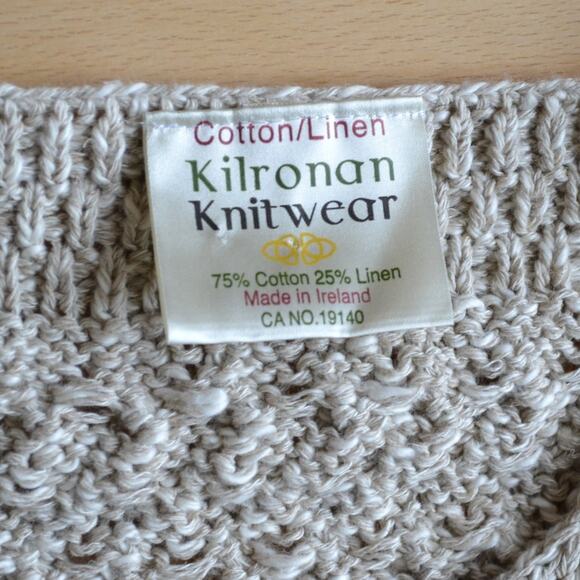 Cotton/Linen
Kilronan
Knitwear
75% Cotton 25% Linen
Made in Ireland
CA NO.19140